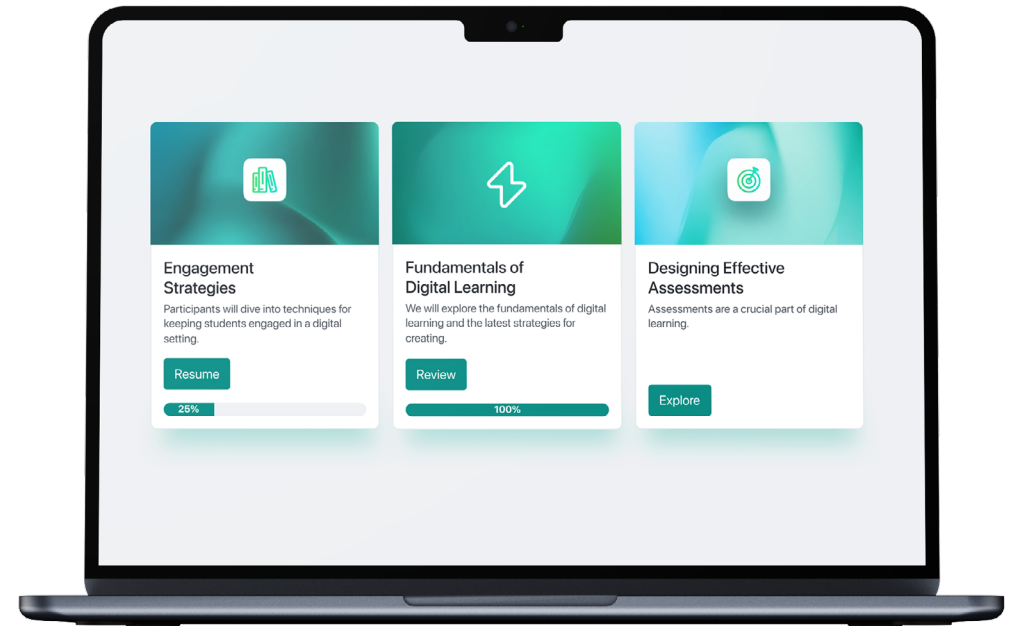 Engagement
Strategies
Participants will dive into techniques for
keeping students engaged in a digital
setting.
Resume
25%
Fundamentals of
Digital Learning
We will explore the fundamentals of digital
learning and the latest strategies for
creating.
Review
100%
Designing Effective
Assessments
Assessments are a crucial part of digital
learning.
Explore